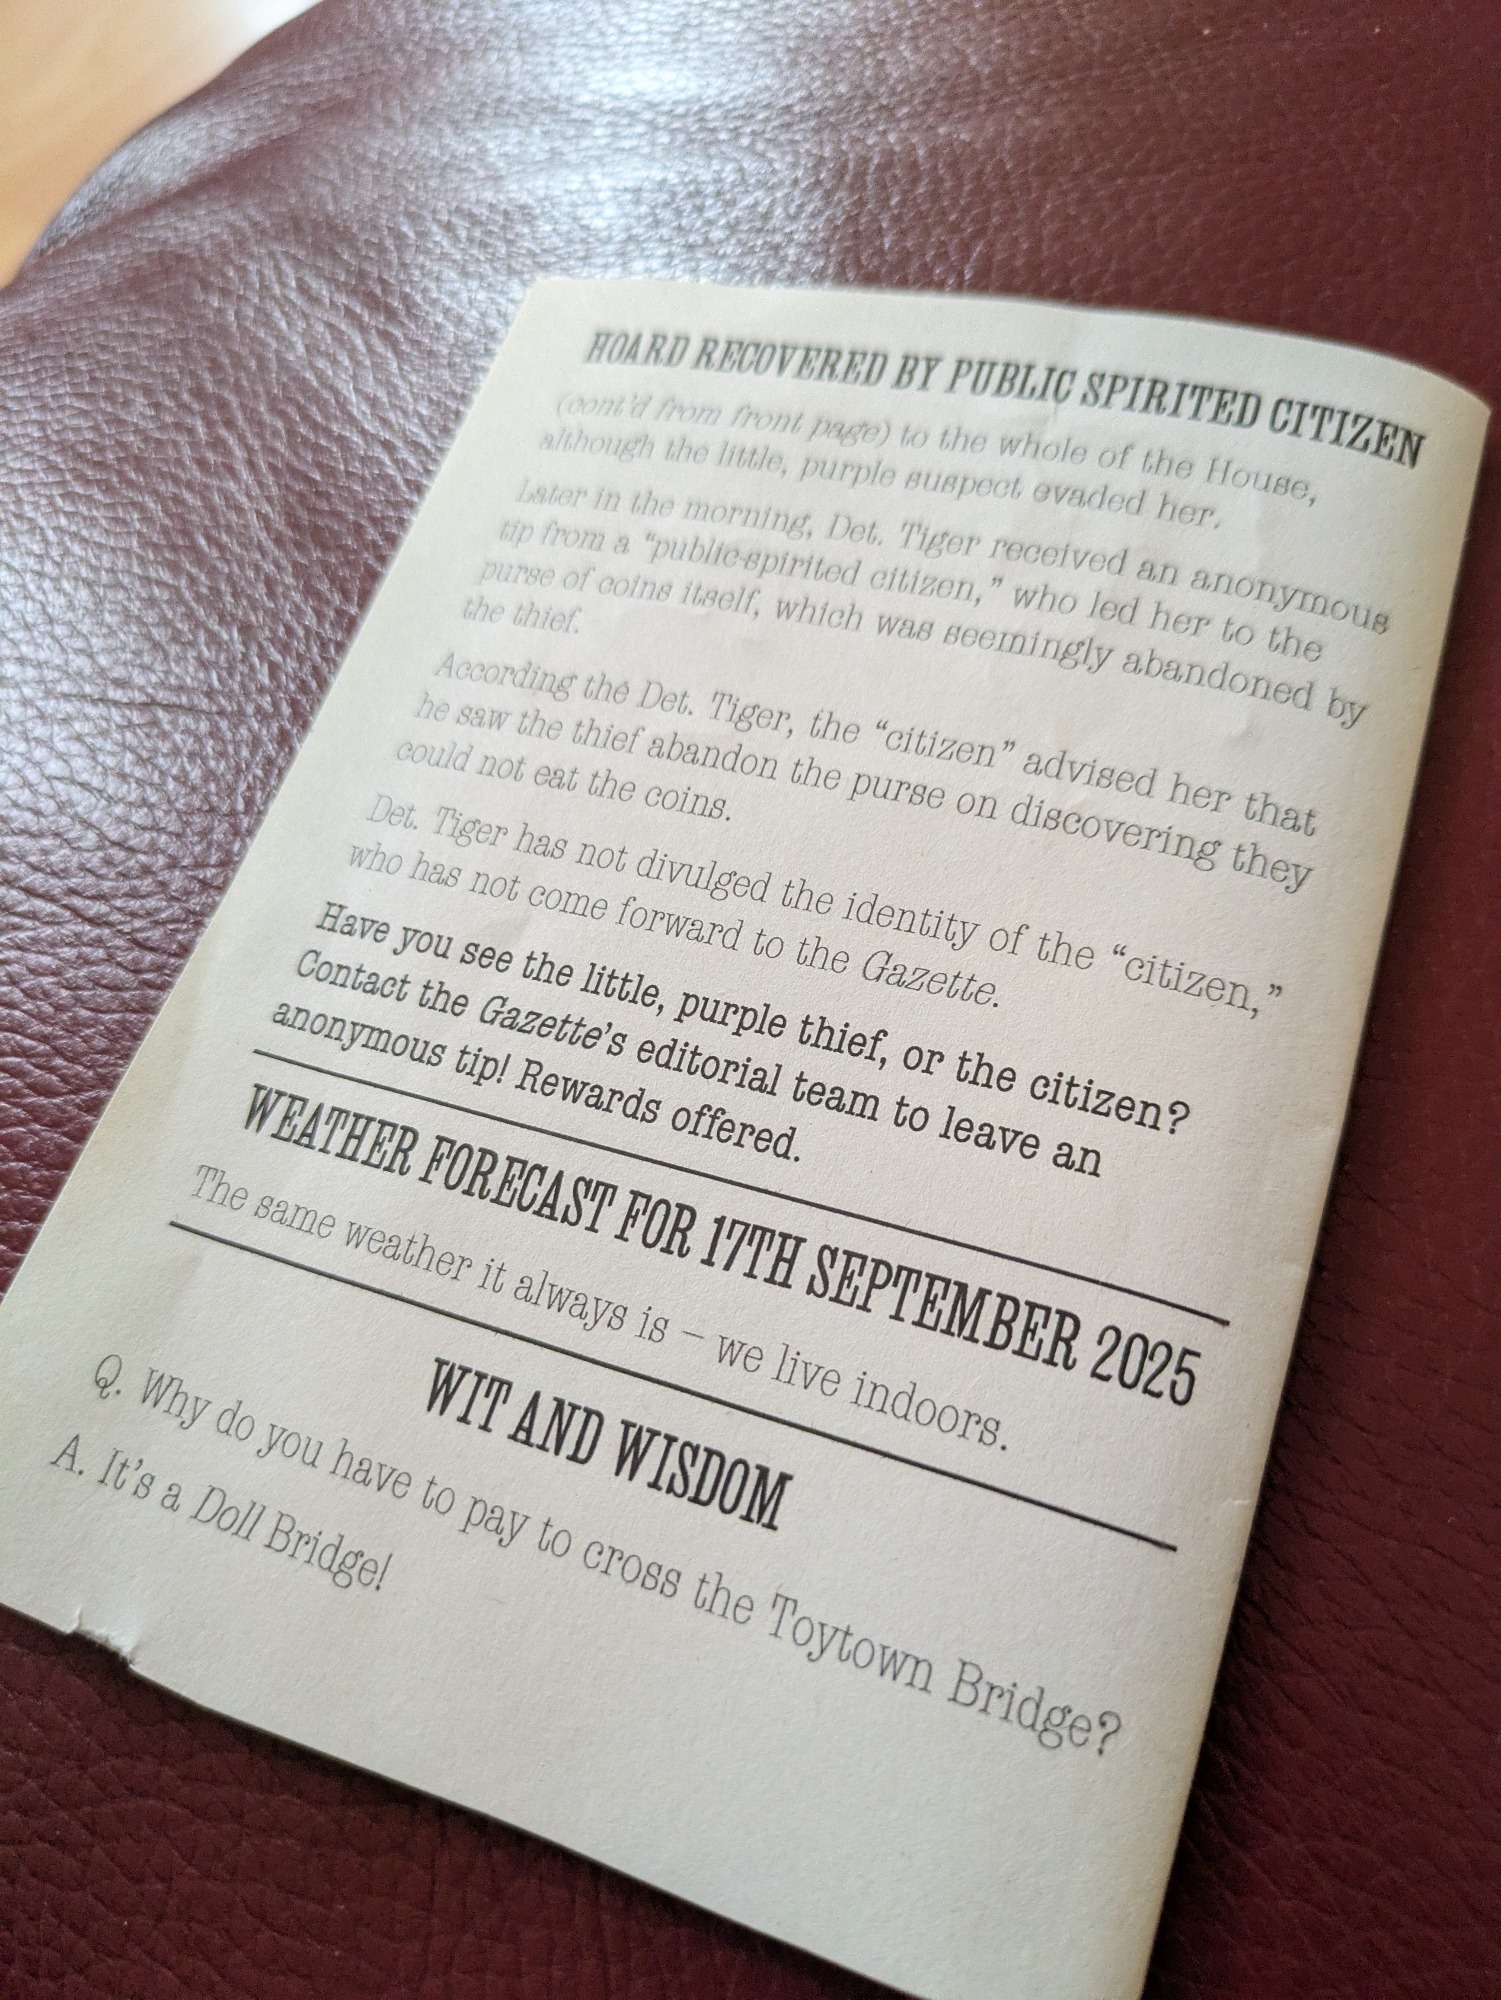 HOARD RECOVERED BY PUBLIC SPIRITED CITIZEN
(cont'd from front page) to the whole of the House,
although the little, purple suspect evaded her.
Later in the morning, Det. Tiger received an anonymous
tip from a “public-spirited citizen,” who led her to the
purse of coins itself, which was seemingly abandoned by
the thief.
According the Det. Tiger, the “citizen” advised her that
he saw the thief abandon the purse on discovering they
could not eat the coins.
Det. Tiger has not divulged the identity of the “citizen,”
who has not come forward to the Gazette.
Have you see the little, purple thief, or the citizen?
Contact the Gazette’s editorial team to leave an
anonymous tip! Rewards offered.
WEATHER FORECAST FOR 17TH SEPTEMBER 2025
The same weather it always is – we live indoors.
WIT AND WISDOM
Q. Why do you have to pay to cross the Toytown Bridge?
A. It’s a Doll Bridge!